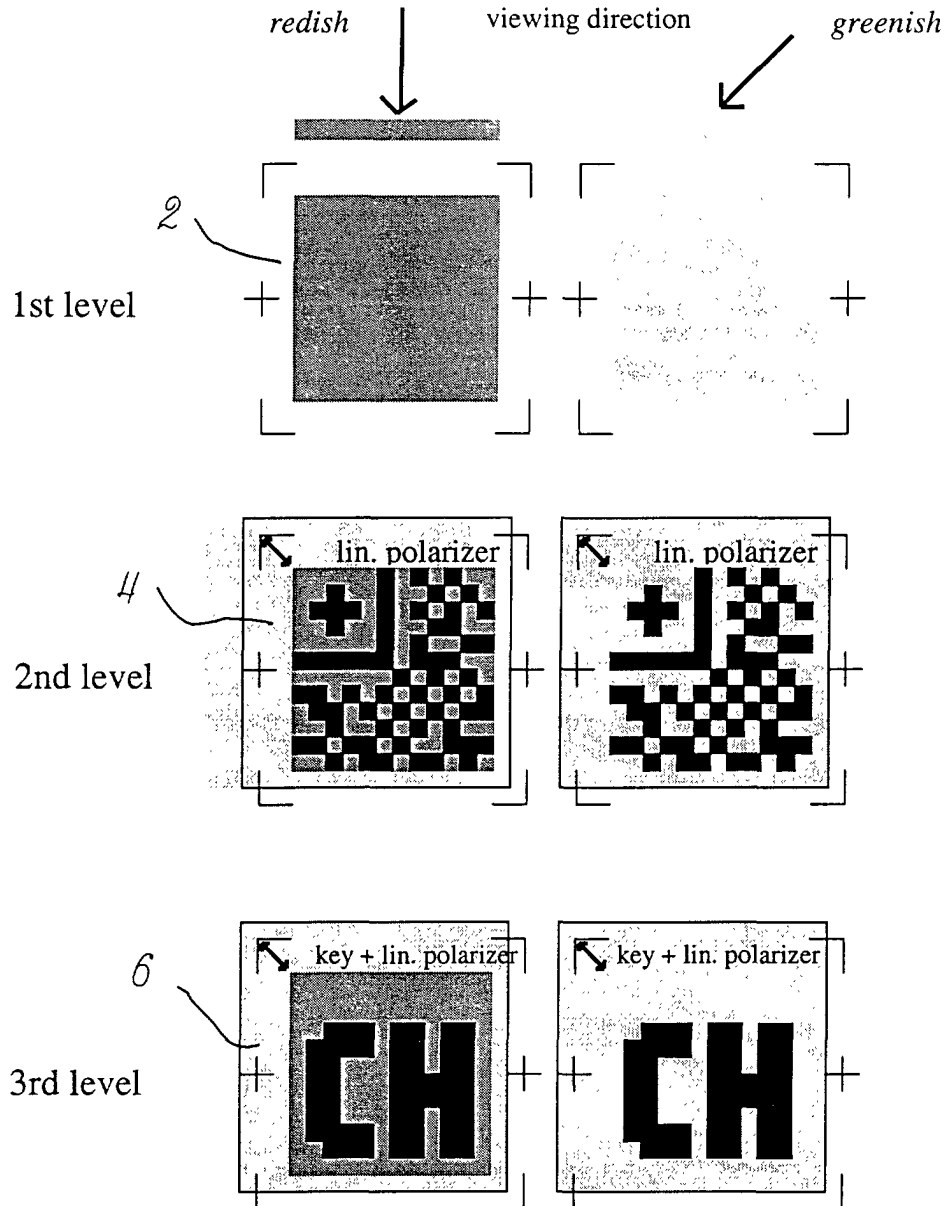 redish viewing direction greenish
2
1st level
lin. polarizer lin. polarizer
4
2nd level
key + lin. polarizer key + lin. polarizer
6
3rd level
CH CH